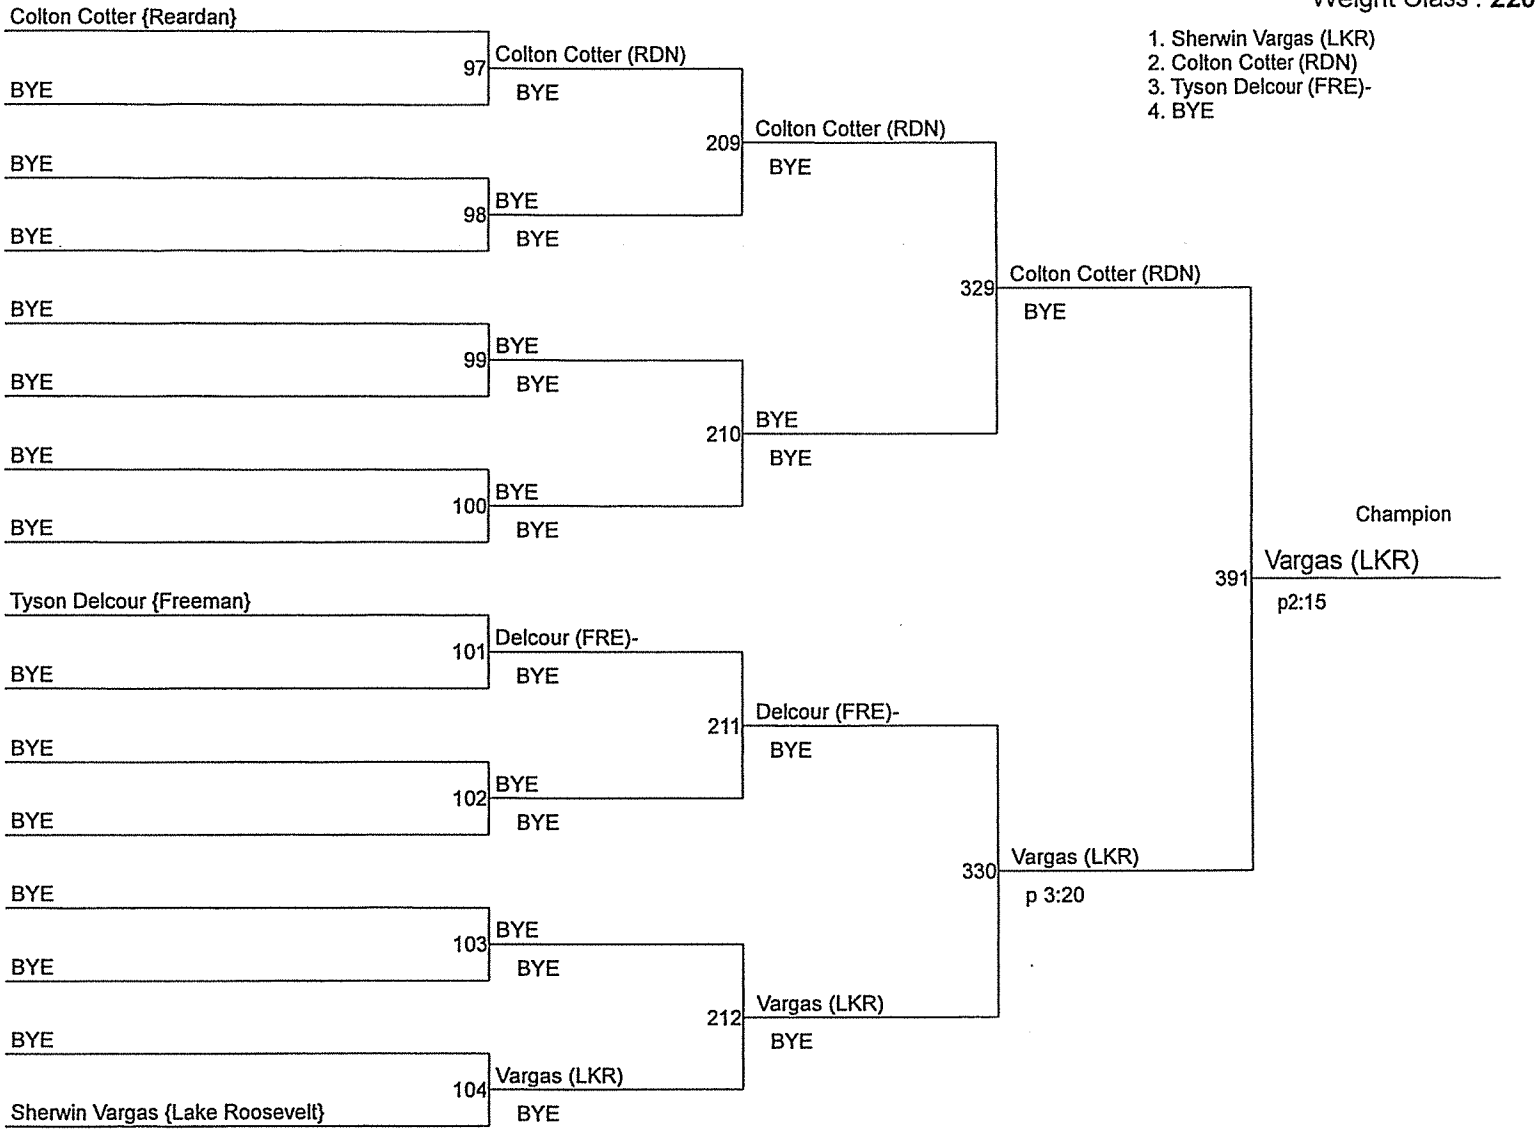 Weight Class : 220
1. Sherwin Vargas (LKR)
2. Colton Cotter (RDN)
3. Tyson Delcour (FRE)-
4. BYE
Colton Cotter {Reardan}
97
Colton Cotter (RDN)
BYE
BYE
209
Colton Cotter (RDN)
BYE
BYE
98
BYE
BYE
BYE
329
Colton Cotter (RDN)
BYE
BYE
99
BYE
BYE
BYE
210
BYE
BYE
BYE
100
BYE
BYE
BYE
Champion
391
Vargas (LKR)
p2:15
Tyson Delcour {Freeman}
101
Delcour (FRE)-
BYE
BYE
211
Delcour (FRE)-
BYE
BYE
102
BYE
BYE
BYE
330
Vargas (LKR)
p 3:20
BYE
103
BYE
BYE
BYE
212
Vargas (LKR)
BYE
BYE
104
Vargas (LKR)
BYE
Sherwin Vargas {Lake Roosevelt}